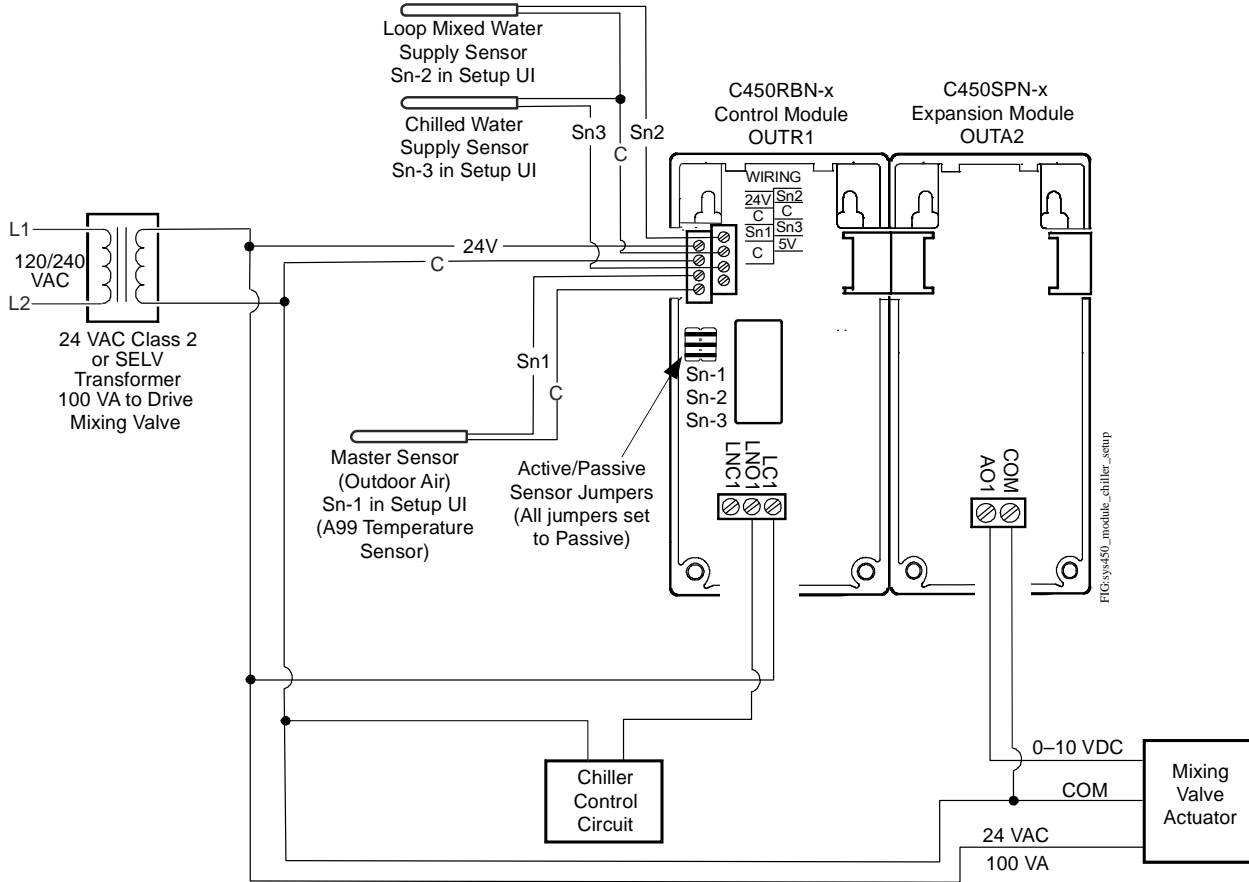 Loop Mixed Water
Supply Sensor
Sn-2 in Setup UI
Chilled Water
Supply Sensor
Sn-3 in Setup UI
Sn3
C
Sn2
C450RBN-x
Control Module
OUTR1
C450SPN-x
Expansion Module
OUTA2
WIRING
24V
Sn2
C
C
Sn1
Sn3
C
5V
L1
120/240
VAC
L2
24V
C
24 VAC Class 2
or SELV
Transformer
100 VA to Drive
Mixing Valve
Sn1
C
Sn-1
Sn-2
Sn-3
Master Sensor
(Outdoor Air)
Sn-1 in Setup UI
(A99 Temperature
Sensor)
Active/Passive
Sensor Jumpers
(All jumpers set
to Passive)
LNC1
LNO1
LC1
AO1
COM
FIG:sys450_module_chiller_setup
Chiller
Control
Circuit
0–10 VDC
COM
24 VAC
100 VA
Mixing
Valve
Actuator